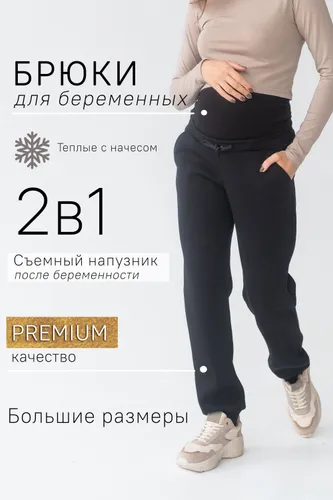 БРЮКИ
для беременных
Теплые с начесом
2в1
Съемный напузник
после беременности
PREMIUM
качество
Большие размеры